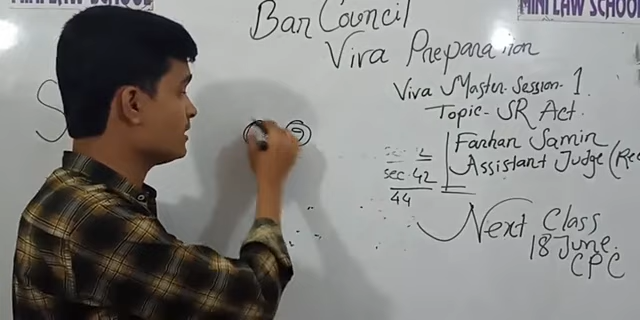 MINI LAW SCHOOL
MINI LAW SCHOOL
Bar Council
Viva Preparation
Viva Master Session 1.
Topic- SR Act.
Farhan Samin
Assistant Judge (Rec
sec. 42
44
Next Class
18 June.
CPC